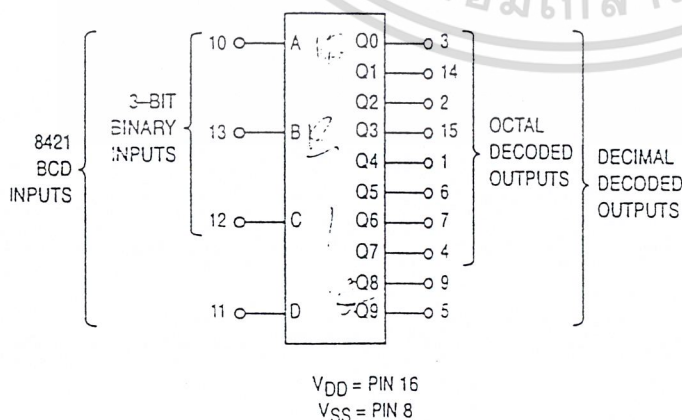 10 A Q0 3
Q1 14
Q2 2
13 B Q3 15
Q4 1
Q5 6
12 C Q6 7
Q7 4
Q8 9
11 D Q9 5
8421
BCD
INPUTS
3-BIT
BINARY
INPUTS
OCTAL
DECODED
OUTPUTS
DECIMAL
DECODED
OUTPUTS
VDD = PIN 16
VSS = PIN 8